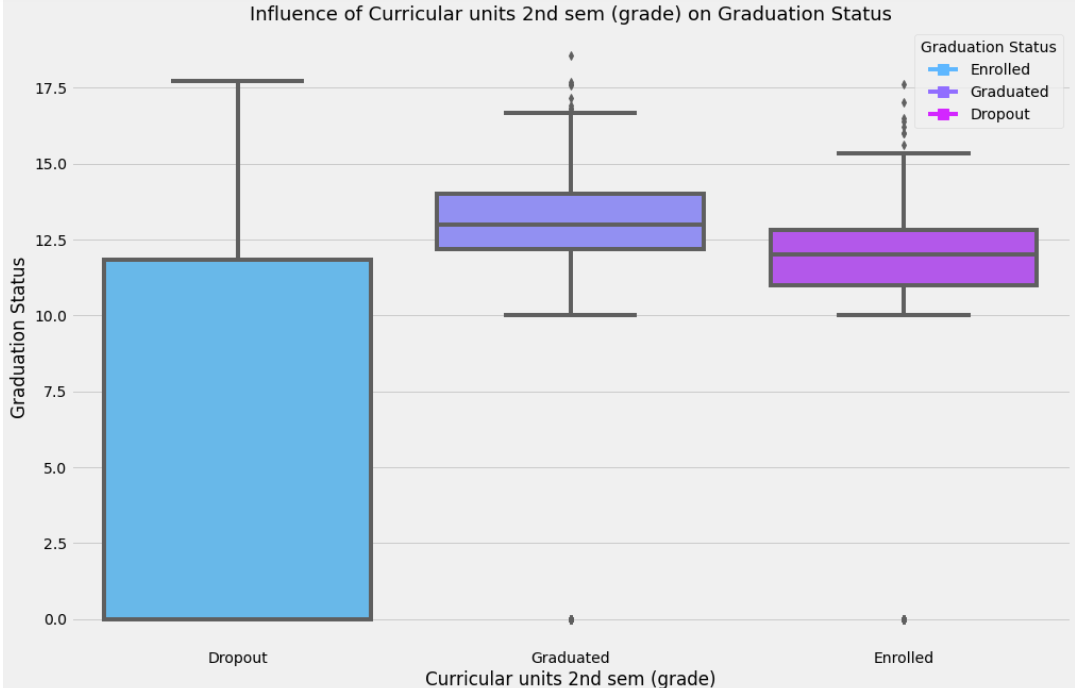 Influence of Curricular units 2nd sem (grade) on Graduation Status
Graduation Status
Enrolled
Graduated
Dropout
17.5
15.0
12.5
10.0
7.5
5.0
2.5
0.0
Graduation Status
Dropout
Graduated
Enrolled
Curricular units 2nd sem (grade)